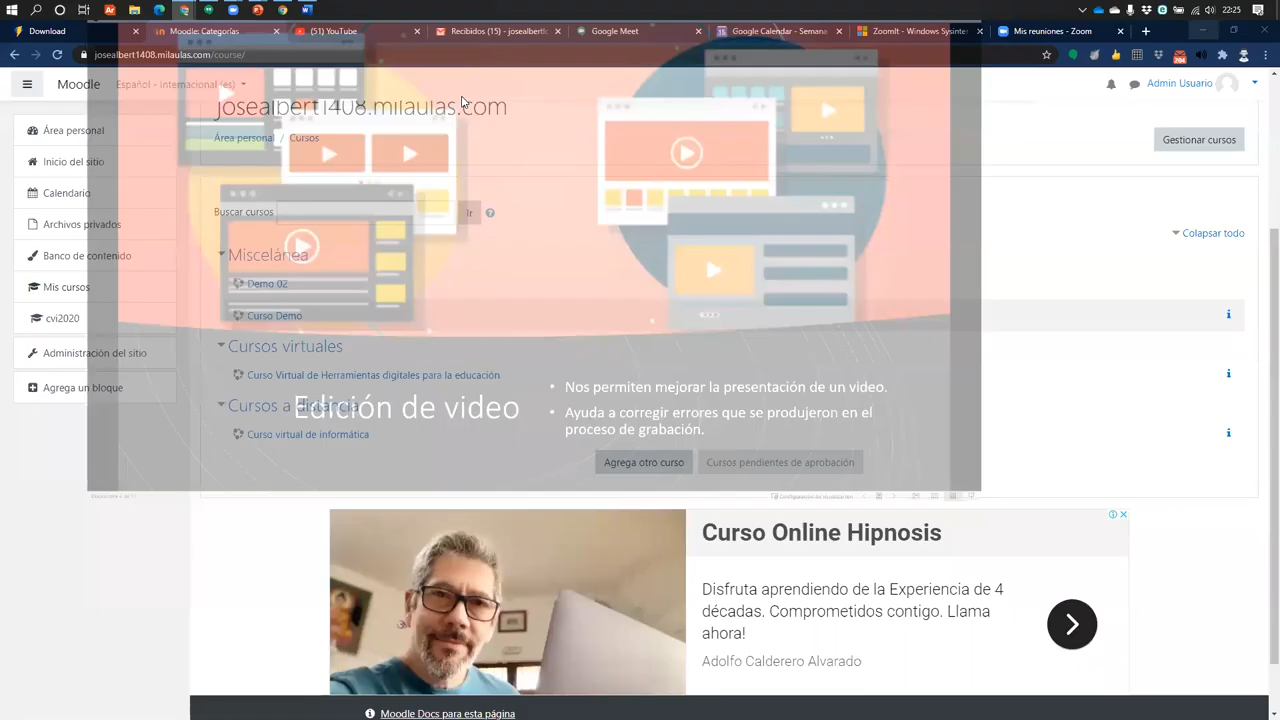 22:25
Download
Moodle: Categorías
(51) YouTube
Google Meet
Google Calendar - Semana
ZoomIt - Windows Sysinter
Mis reuniones - Zoom
josealbert1408.milaulas.com/course/
284
Moodle
Español - Internacional (es)
Admin Usuario
josealbert1408.milaulas.com
Área personal / Cursos
Gestionar cursos
Área personal
Inicio del sitio
Calendario
Archivos privados
Banco de contenido
Mis cursos
cvi2020
Administración del sitio
Agrega un bloque
Buscar cursos
Ir
Colapsar todo
Miscelánea
Demo 02
Curso Demo
Cursos virtuales
Curso Virtual de Herramientas digitales para la educación
Cursos a distancia
Curso virtual de informática
Edición de video
• Nos permiten mejorar la presentación de un video.
• Ayuda a corregir errores que se produjeron en el
proceso de grabación.
Agrega otro curso
Cursos pendientes de aprobación
Curso Online Hipnosis
Disfruta aprendiendo de la Experiencia de 4
décadas. Comprometidos contigo. Llama
ahora!
Adolfo Calderero Alvarado
Moodle Docs para esta página